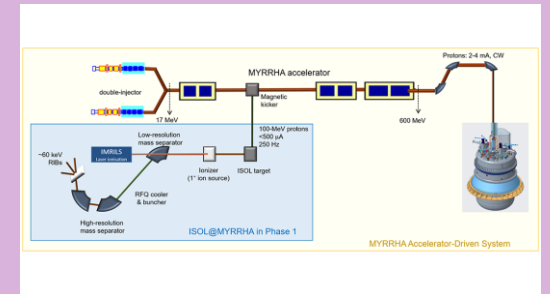 Protons: 2-4 mA, CW
MYRRHA accelerator
double-injector
Magnetic
kicker
17 MeV
600 MeV
100-MeV protons
<500 µA
250 Hz
Low-resolution
mass separator
IMRILS
Laser ionisation
~60 keV
RIBs
Ionizer
(1⁺ ion source)
ISOL target
RFQ cooler
& buncher
High-resolution
mass separator
ISOL@MYRRHA in Phase 1
MYRRHA Accelerator-Driven System